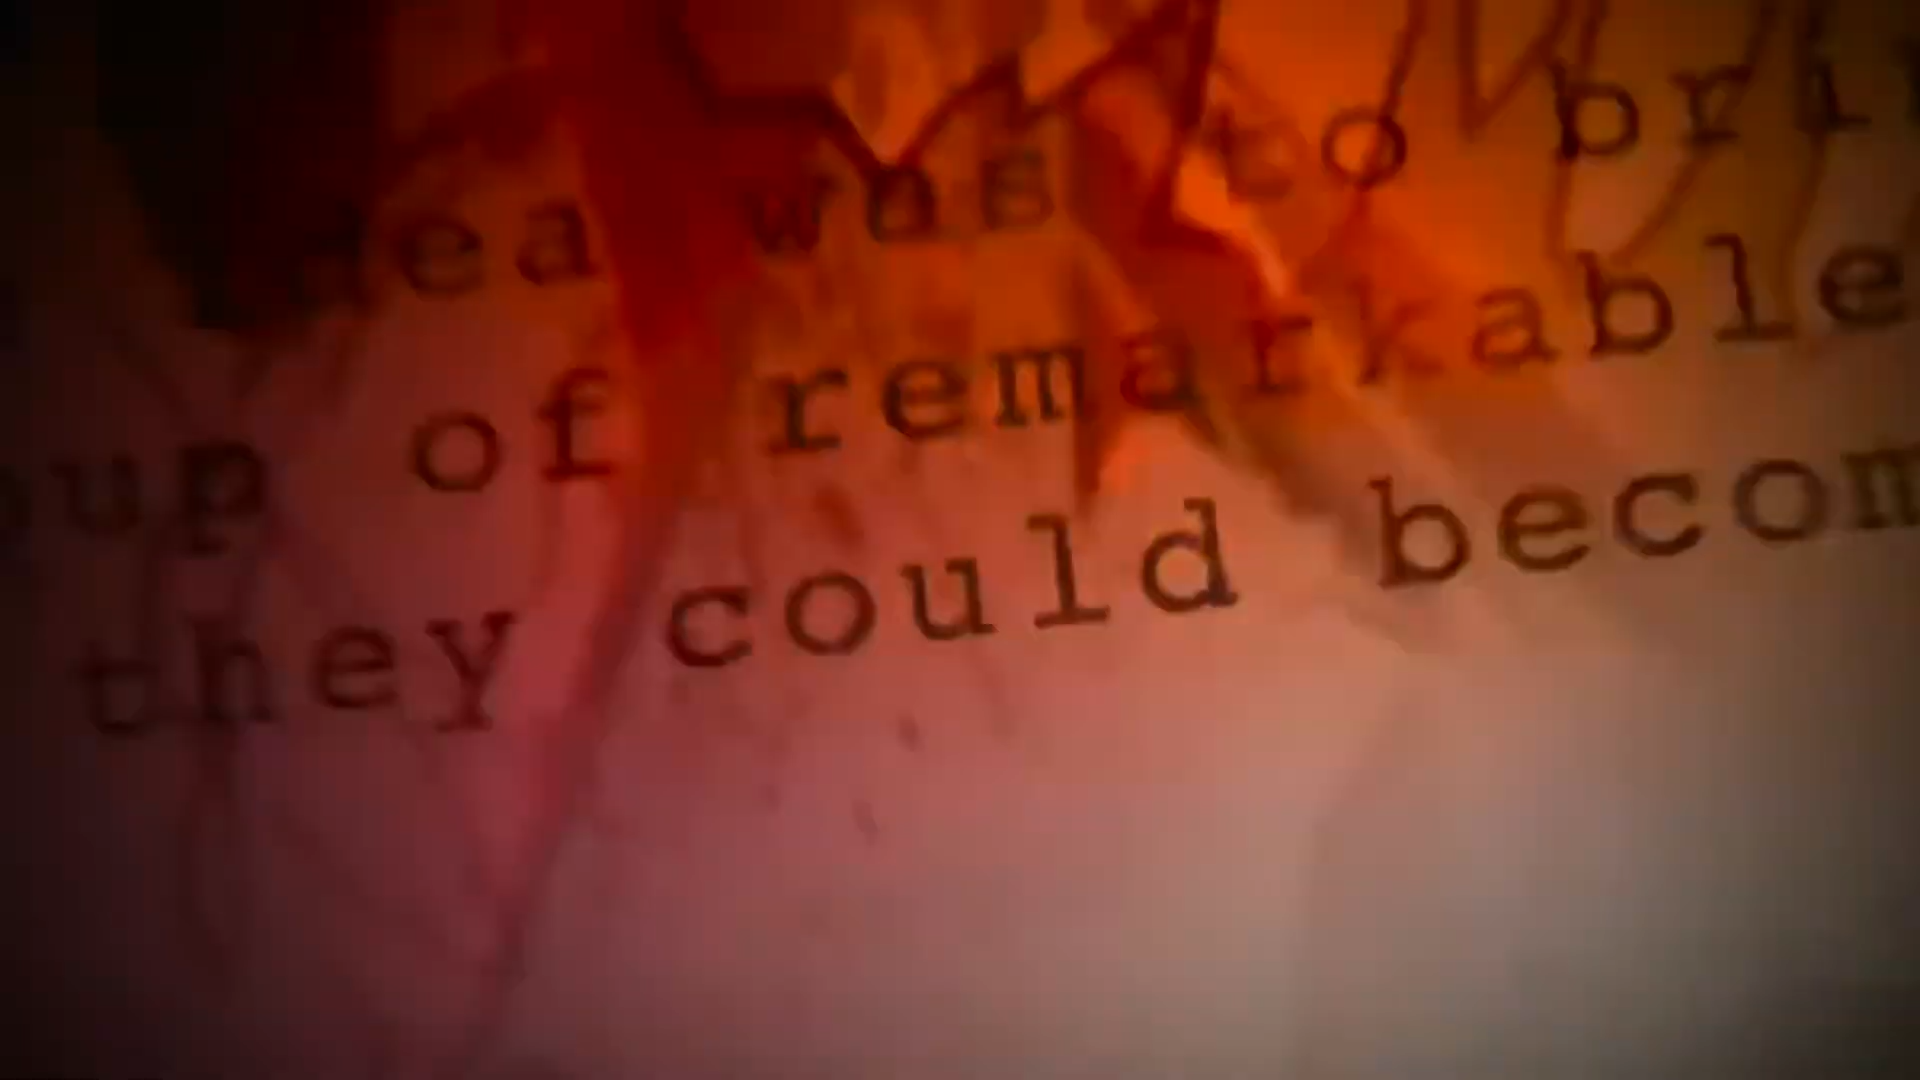 ea was to bri
up of remarkable
they could becom